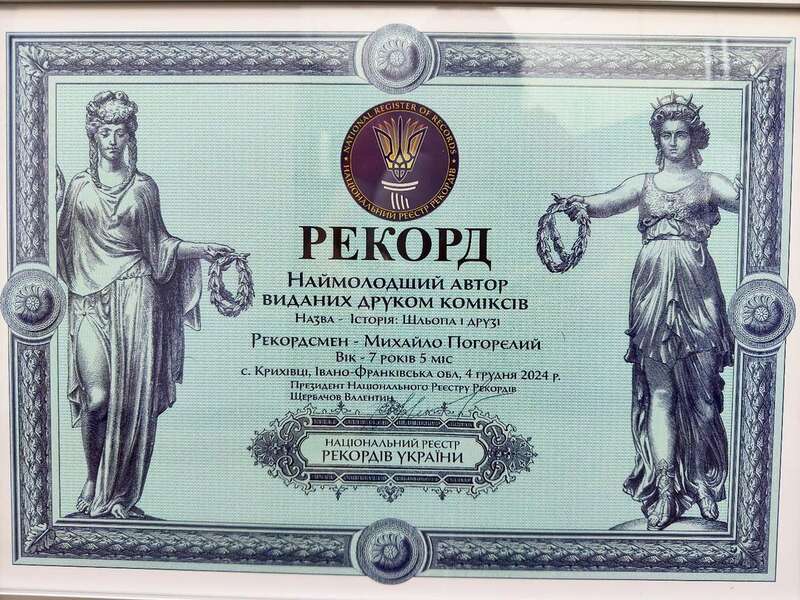 NATIONAL REGISTER OF RECORDS
НАЦІОНАЛЬНИЙ РЕЄСТР РЕКОРДІВ
РЕКОРД
Наймолодший автор
виданих друком коміксів
Назва - Історія: Шльопа і друзі
Рекордсмен - Михайло Погорєлий
Вік - 7 років 5 міс
с. Крихівці, Івано-Франківська обл, 4 грудня 2024 р.
Президент Національного Реєстру Рекордів
Щербачов Валентин
НАЦІОНАЛЬНИЙ РЕЄСТР
РЕКОРДІВ УКРАЇНИ